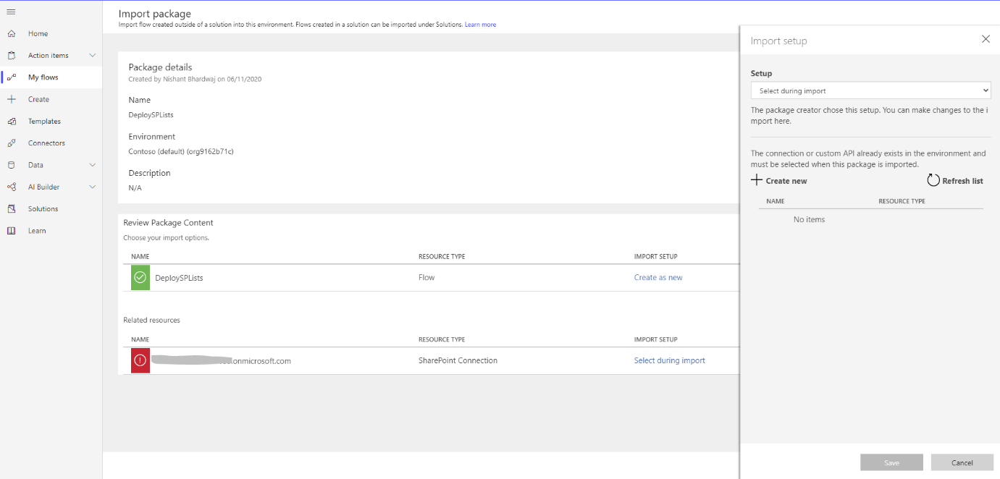 Home
Action items
My flows
Create
Templates
Connectors
Data
AI Builder
Solutions
Learn
Import package
Import flow created outside of a solution into this environment. Flows created in a solution can be imported under Solutions. Learn more
Package details
Created by Nishant Bhardwaj on 06/11/2020
Name
DeploySPLists
Environment
Contoso (default) (org9162b71c)
Description
N/A
Review Package Content
Choose your import options.
NAME RESOURCE TYPE IMPORT SETUP
DeploySPLists Flow Create as new
Related resources
NAME RESOURCE TYPE IMPORT SETUP
onmicrosoft.com SharePoint Connection Select during import
Import setup
Setup
Select during import
The package creator chose this setup. You can make changes to the i
mport here.
The connection or custom API already exists in the environment and
must be selected when this package is imported.
Create new Refresh list
NAME RESOURCE TYPE
No items
Save Cancel